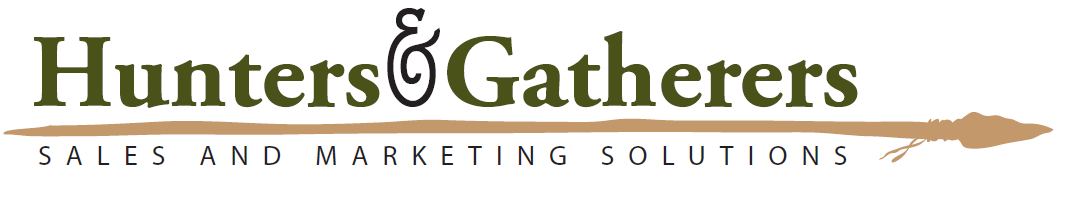 Hunters&Gatherers
SALES AND MARKETING SOLUTIONS